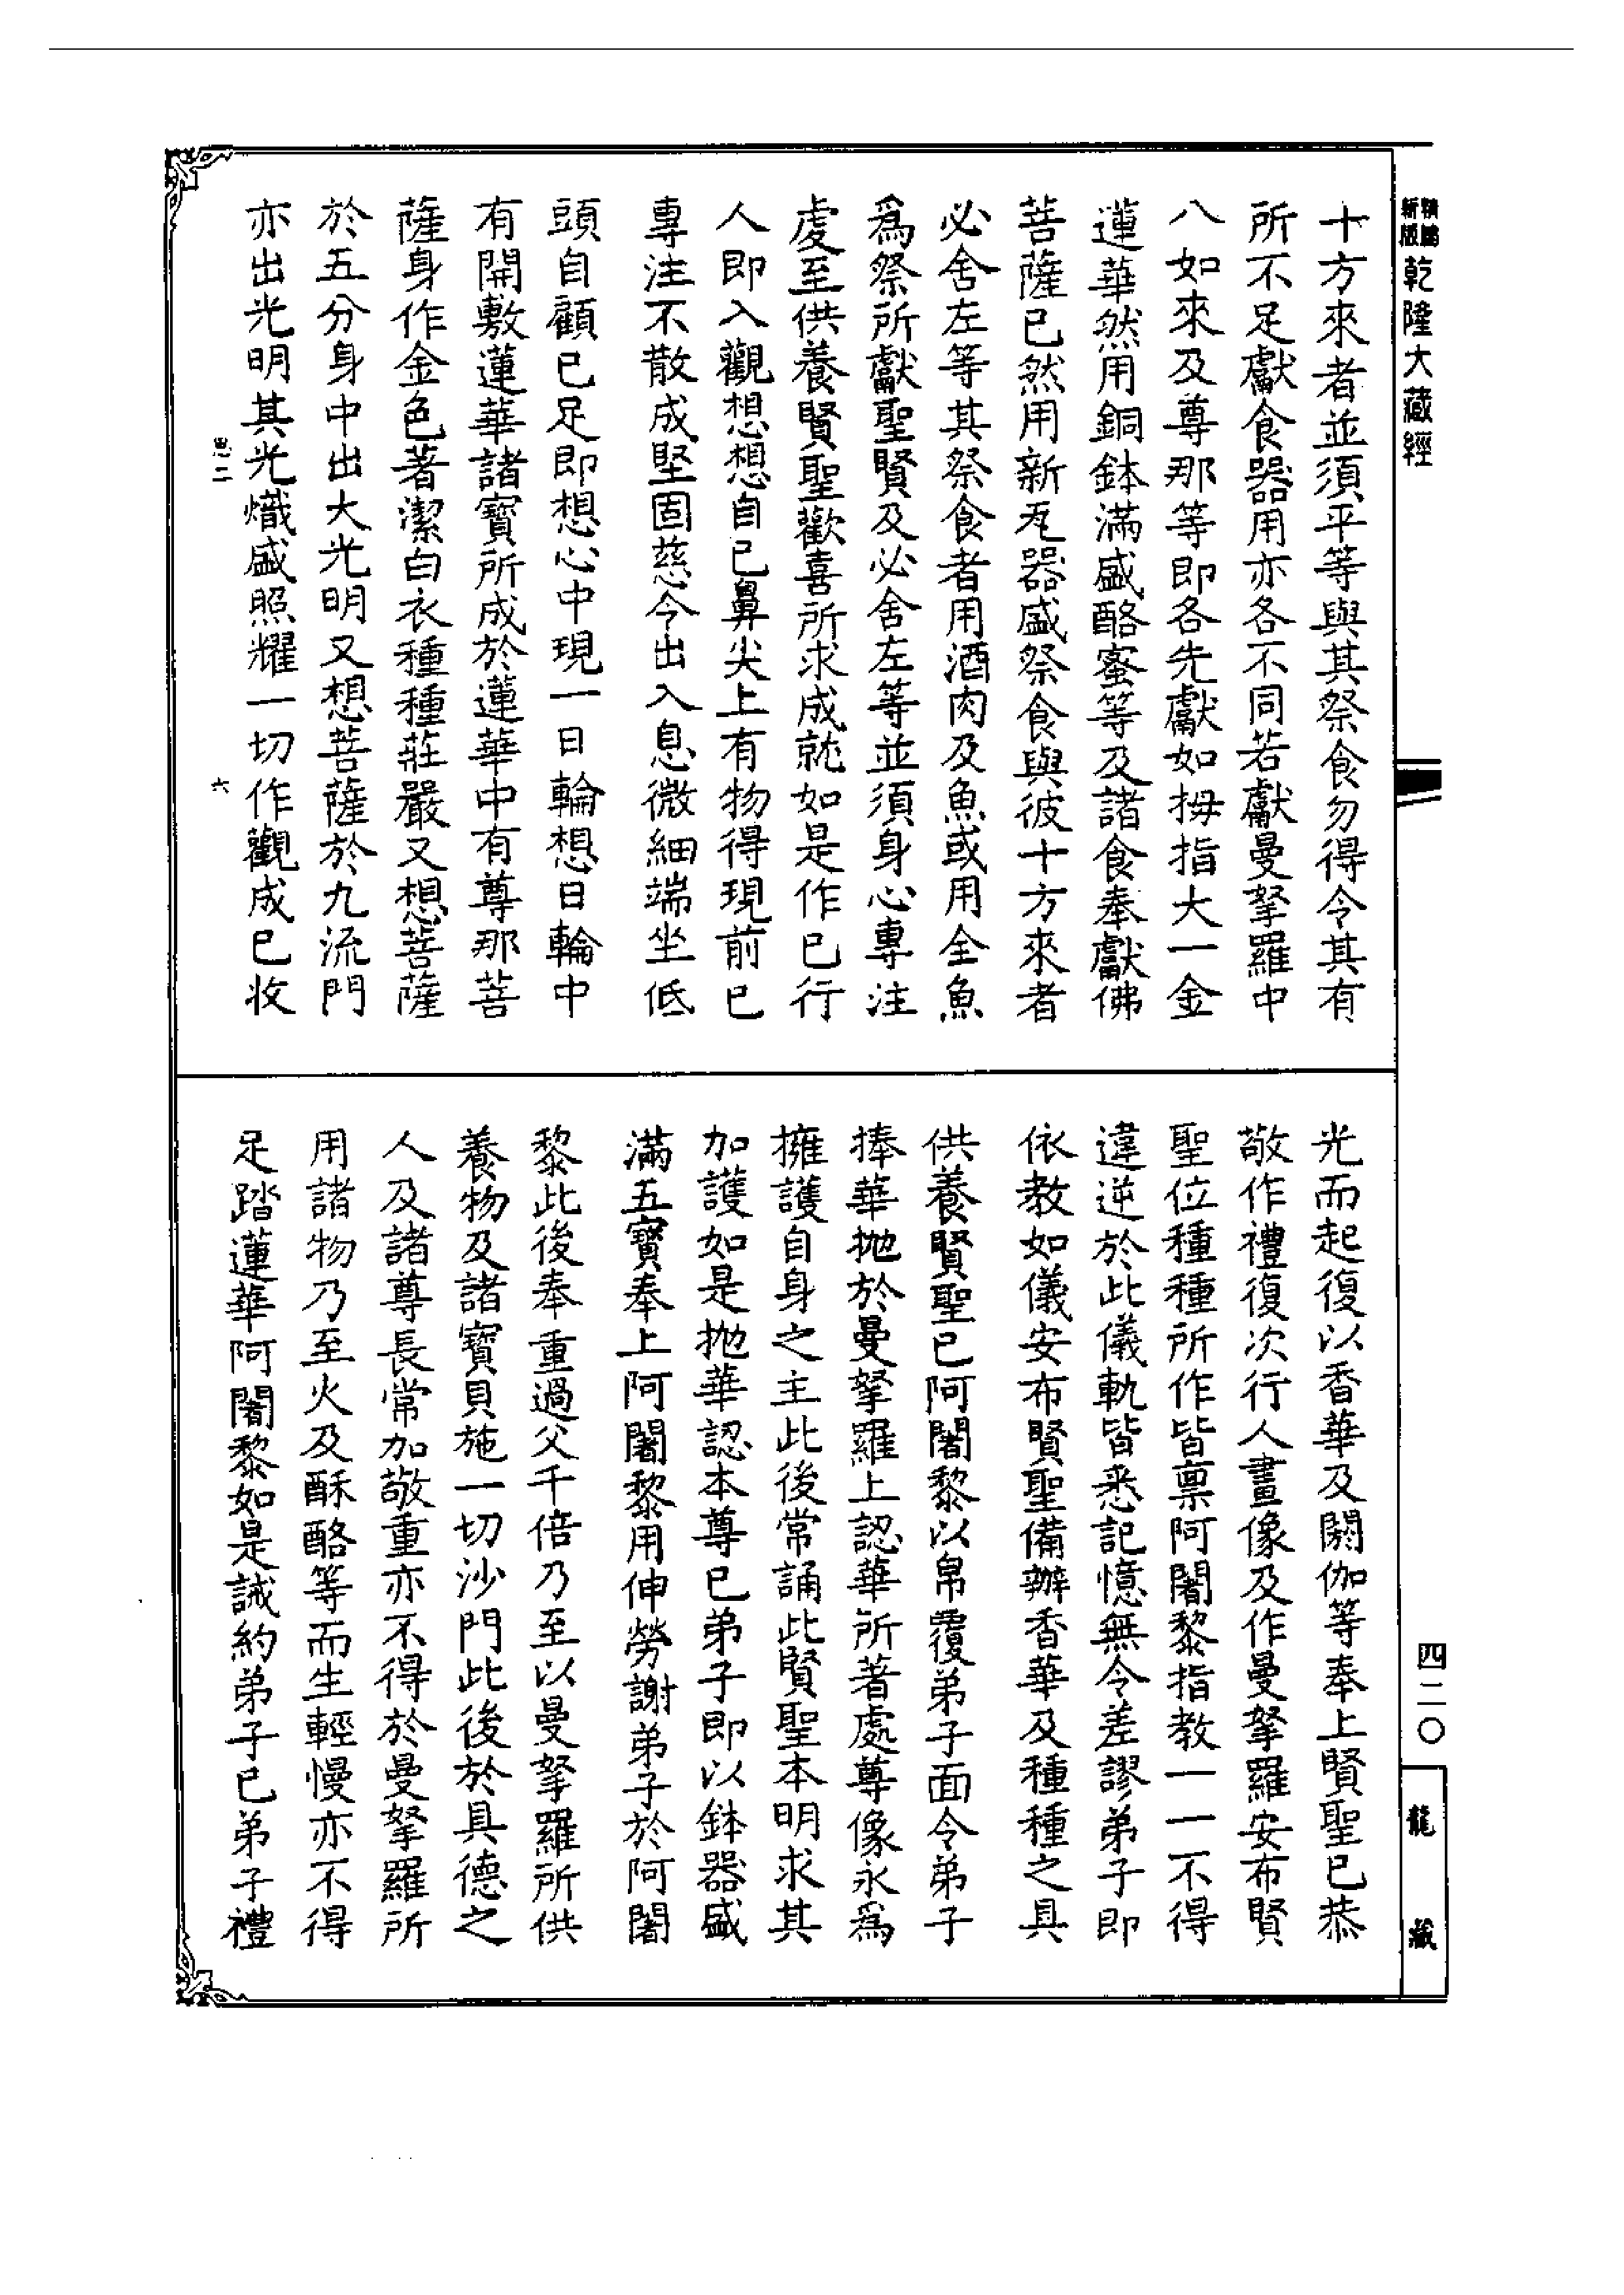 精縮新版 乾隆大藏經
十方來者並須平等與其祭食勿得令其有
所不足獻食器用亦各不同若獻曼拏羅中
八如來及尊那等即各先獻如拇指大一金
蓮華然用銅鉢滿盛酪蜜等及諸食奉獻佛
菩薩已然用新瓦器盛祭食與彼十方來者
必舍左等其祭食者用酒肉及魚或用全魚
爲祭所獻聖賢及必舍左等並須身心專注
虔至供養賢聖歡喜所求成就如是作已行
人即入觀想想自已鼻尖上有物得現前已
專注不散成堅固慈令出入息微細端坐低
頭自顧已足即想心中現一日輪想日輪中
有開敷蓮華諸寶所成於蓮華中有尊那菩
薩身作金色著潔白衣種種莊嚴又想菩薩
於五分身中出大光明又想菩薩於九流門
亦出光明其光熾盛照耀一切作觀成已收
思二 六
光而起復以香華及閼伽等奉上賢聖已恭
敬作禮復次行人畫像及作曼拏羅安布賢
聖位種種所作皆稟阿闍黎指教一一不得
違逆於此儀軌皆悉記憶無令差謬弟子即
依教如儀安布賢聖備辦香華及種種之具
供養賢聖已阿闍黎以帛覆弟子面令弟子
捧華拋於曼拏羅上認華所著處尊像永爲
擁護自身之主此後常誦此賢聖本明求其
加護如是拋華認本尊已弟子即以鉢器盛
滿五寶奉上阿闍黎用伸勞謝弟子於阿闍
黎此後奉重過父千倍乃至以曼拏羅所供
養物及諸寶貝施一切沙門此後於具德之
人及諸尊長常加敬重亦不得於曼拏羅所
用諸物乃至火及酥酪等而生輕慢亦不得
足踏蓮華阿闍黎如是誡約弟子已弟子禮
四二〇
龍藏